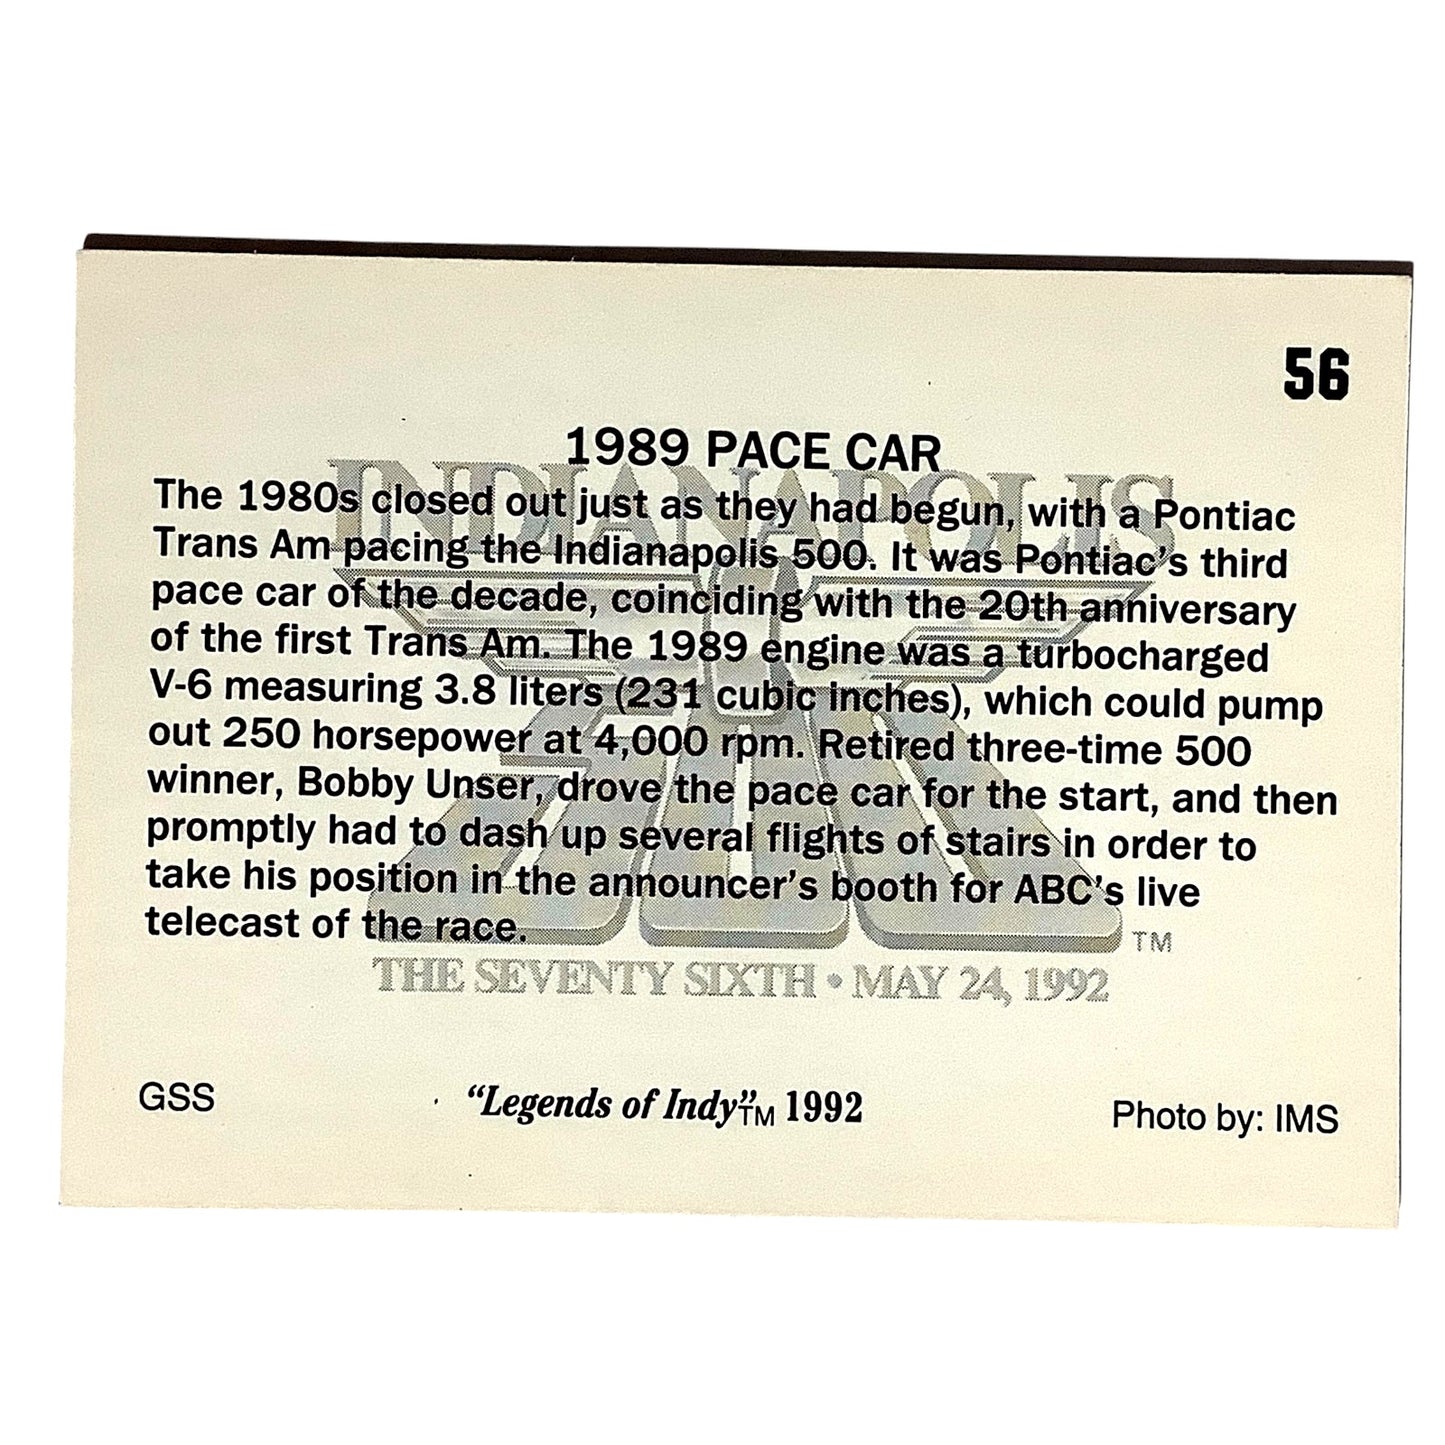 56
1989 PACE CAR
INDIANAPOLIS
The 1980s closed out just as they had begun, with a Pontiac
Trans Am pacing the Indianapolis 500. It was Pontiac's third
pace car of the decade, coinciding with the 20th anniversary
of the first Trans Am. The 1989 engine was a turbocharged
V-6 measuring 3.8 liters (231 cubic inches), which could pump
out 250 horsepower at 4,000 rpm. Retired three-time 500
winner, Bobby Unser, drove the pace car for the start, and then
promptly had to dash up several flights of stairs in order to
take his position in the announcer's booth for ABC's live
telecast of the race.
500
TM
THE SEVENTY SIXTH • MAY 24, 1992
GSS
"Legends of Indy"TM 1992
Photo by: IMS